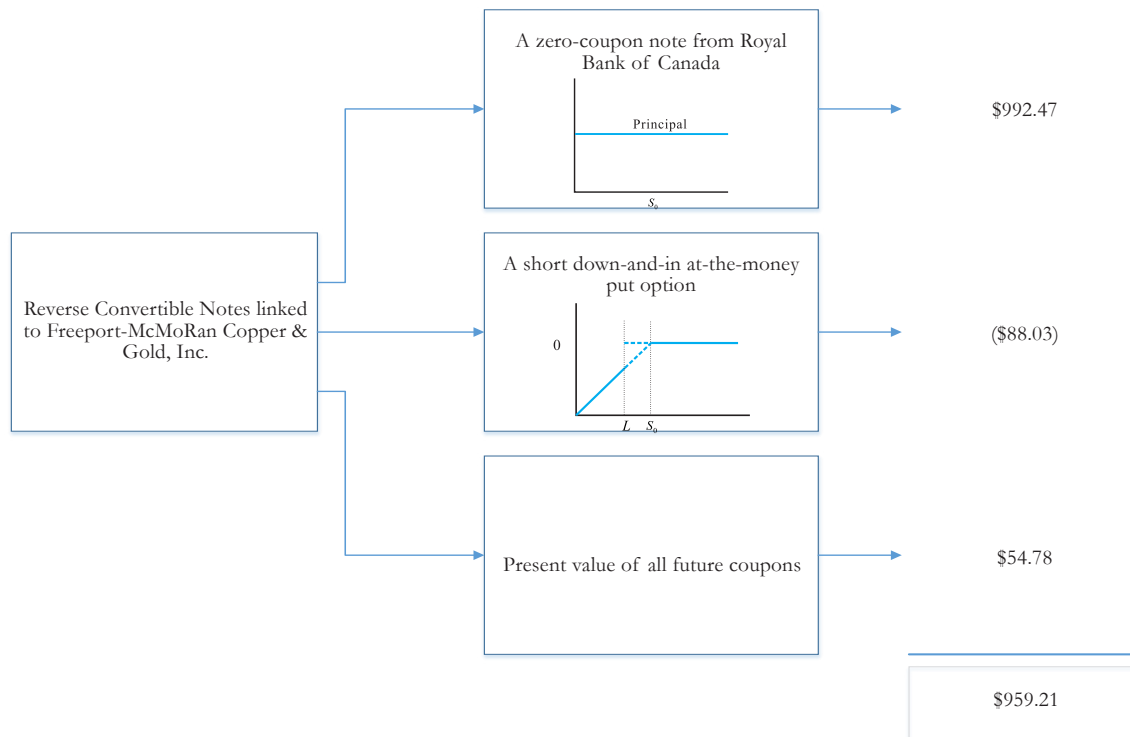 A zero-coupon note from Royal
Bank of Canada
Principal
S₀
$992.47
Reverse Convertible Notes linked
to Freeport-McMoRan Copper &
Gold, Inc.
A short down-and-in at-the-money
put option
0
L S₀
($88.03)
Present value of all future coupons
$54.78
$959.21